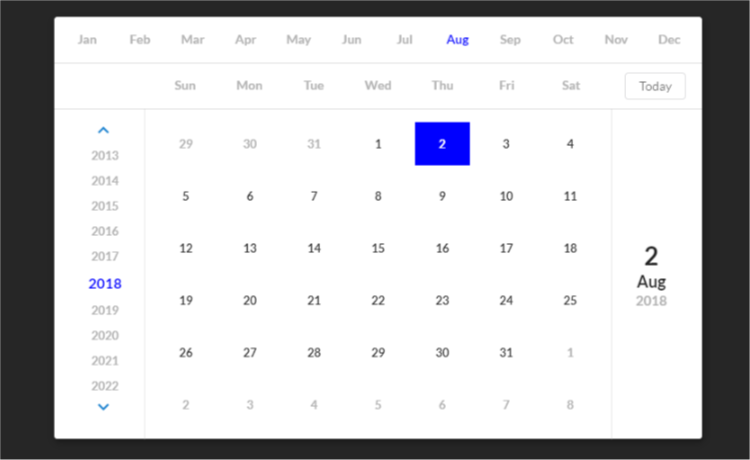 Jan Feb Mar Apr May Jun Jul Aug Sep Oct Nov Dec
Sun Mon Tue Wed Thu Fri Sat Today
29 30 31 1 2 3 4
2013
2014
5 6 7 8 9 10 11
2015
2016
12 13 14 15 16 17 18
2017
2018
19 20 21 22 23 24 25
2019
2020
26 27 28 29 30 31 1
2021
2022
2 3 4 5 6 7 8
2
Aug
2018